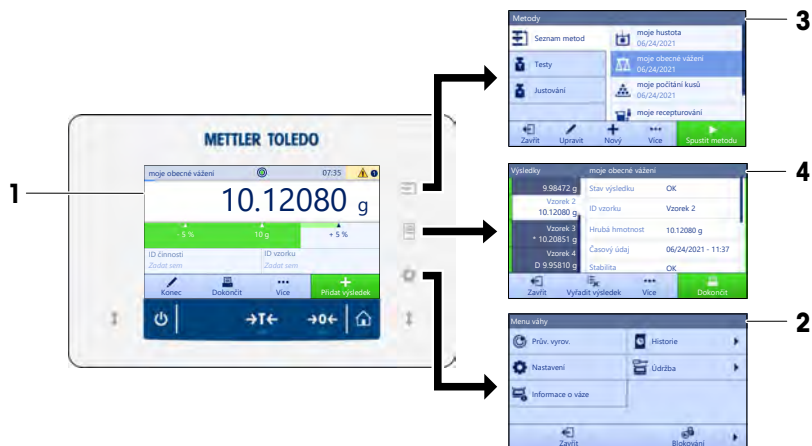 1
METTLER TOLEDO
moje obecné vážení
07:35
10.12080 g
- 5 %
10 g
+ 5 %
ID činnosti
Zadat sem
ID vzorku
Zadat sem
Konec
Dokončit
Více
Přidat výsledek
→T←
→0←
3
Metody
Seznam metod
Testy
Justování
moje hustota
06/24/2021
moje obecné vážení
06/24/2021
moje počítání kusů
06/24/2021
moje recepturování
Zavřít
Upravit
Nový
Více
Spustit metodu
4
Výsledky
moje obecné vážení
9.98472 g
Vzorek 2
10.12080 g
Vzorek 3
* 10.20851 g
Vzorek 4
D 9.95810 g
Stav výsledku
OK
ID vzorku
Vzorek 2
Hrubá hmotnost
10.12080 g
Časový údaj
06/24/2021 - 11:37
Stabilita
OK
Zavřít
Vyřadit výsledek
Více
Dokončit
2
Menu váhy
Prův. vyrov.
Historie
Nastavení
Údržba
Informace o váze
Zavřít
Blokování